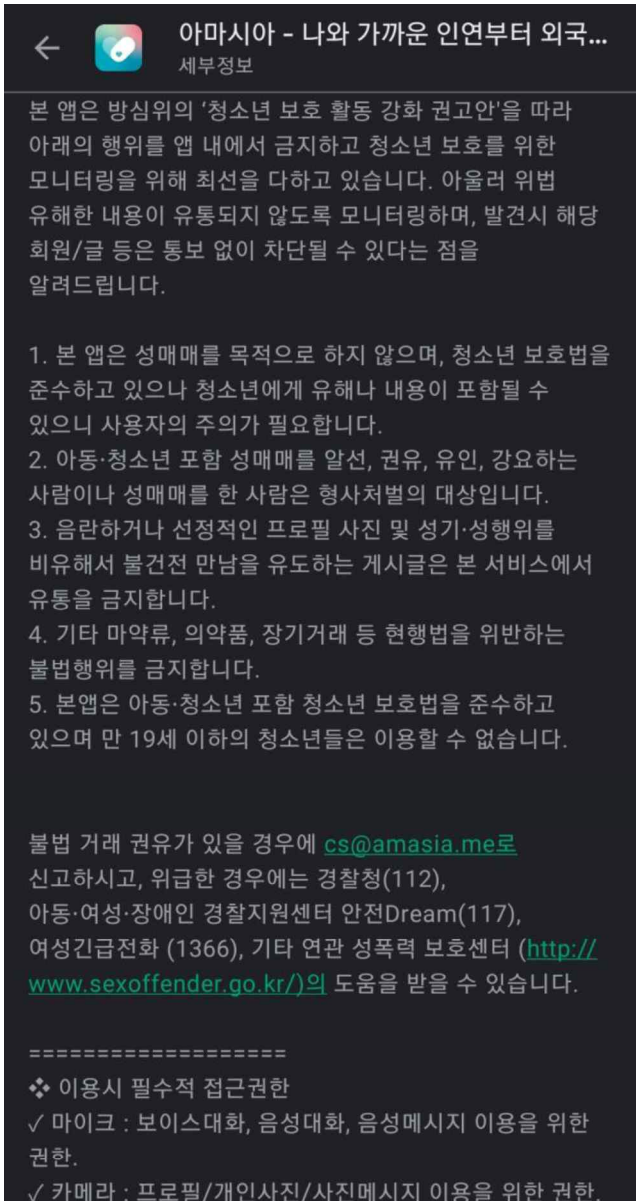 아마시아 - 나와 가까운 인연부터 외국...
세부정보
본 앱은 방심위의 ‘청소년 보호 활동 강화 권고안'을 따라
아래의 행위를 앱 내에서 금지하고 청소년 보호를 위한
모니터링을 위해 최선을 다하고 있습니다. 아울러 위법
유해한 내용이 유통되지 않도록 모니터링하며, 발견시 해당
회원/글 등은 통보 없이 차단될 수 있다는 점을
알려드립니다.
1. 본 앱은 성매매를 목적으로 하지 않으며, 청소년 보호법을
준수하고 있으나 청소년에게 유해나 내용이 포함될 수
있으니 사용자의 주의가 필요합니다.
2. 아동·청소년 포함 성매매를 알선, 권유, 유인, 강요하는
사람이나 성매매를 한 사람은 형사처벌의 대상입니다.
3. 음란하거나 선정적인 프로필 사진 및 성기·성행위를
비유해서 불건전 만남을 유도하는 게시글은 본 서비스에서
유통을 금지합니다.
4. 기타 마약류, 의약품, 장기거래 등 현행법을 위반하는
불법행위를 금지합니다.
5. 본앱은 아동·청소년 포함 청소년 보호법을 준수하고
있으며 만 19세 이하의 청소년들은 이용할 수 없습니다.
불법 거래 권유가 있을 경우에 cs@amasia.me로
신고하시고, 위급한 경우에는 경찰청(112),
아동·여성·장애인 경찰지원센터 안전Dream(117),
여성긴급전화 (1366), 기타 연관 성폭력 보호센터 (http://
www.sexoffender.go.kr/)의 도움을 받을 수 있습니다.
===================
❖ 이용시 필수적 접근권한
✓ 마이크 : 보이스대화, 음성대화, 음성메시지 이용을 위한
권한.
✓ 카메라 : 프로필/개인사진/사진메시지 이용을 위한 권한.